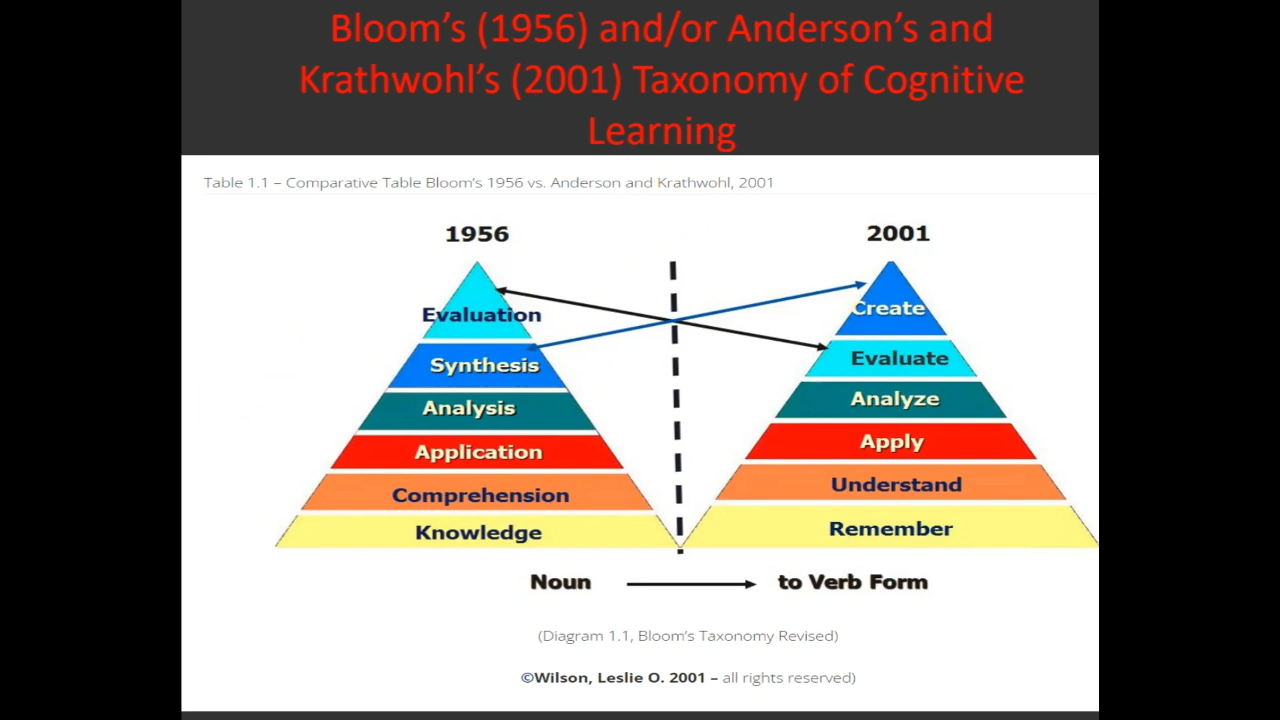 Bloom’s (1956) and/or Anderson’s and
Krathwohl’s (2001) Taxonomy of Cognitive
Learning
Table 1.1 – Comparative Table Bloom’s 1956 vs. Anderson and Krathwohl, 2001
1956
2001
Evaluation
Synthesis
Analysis
Application
Comprehension
Knowledge
Create
Evaluate
Analyze
Apply
Understand
Remember
Noun
to Verb Form
(Diagram 1.1, Bloom’s Taxonomy Revised)
©Wilson, Leslie O. 2001 – all rights reserved)